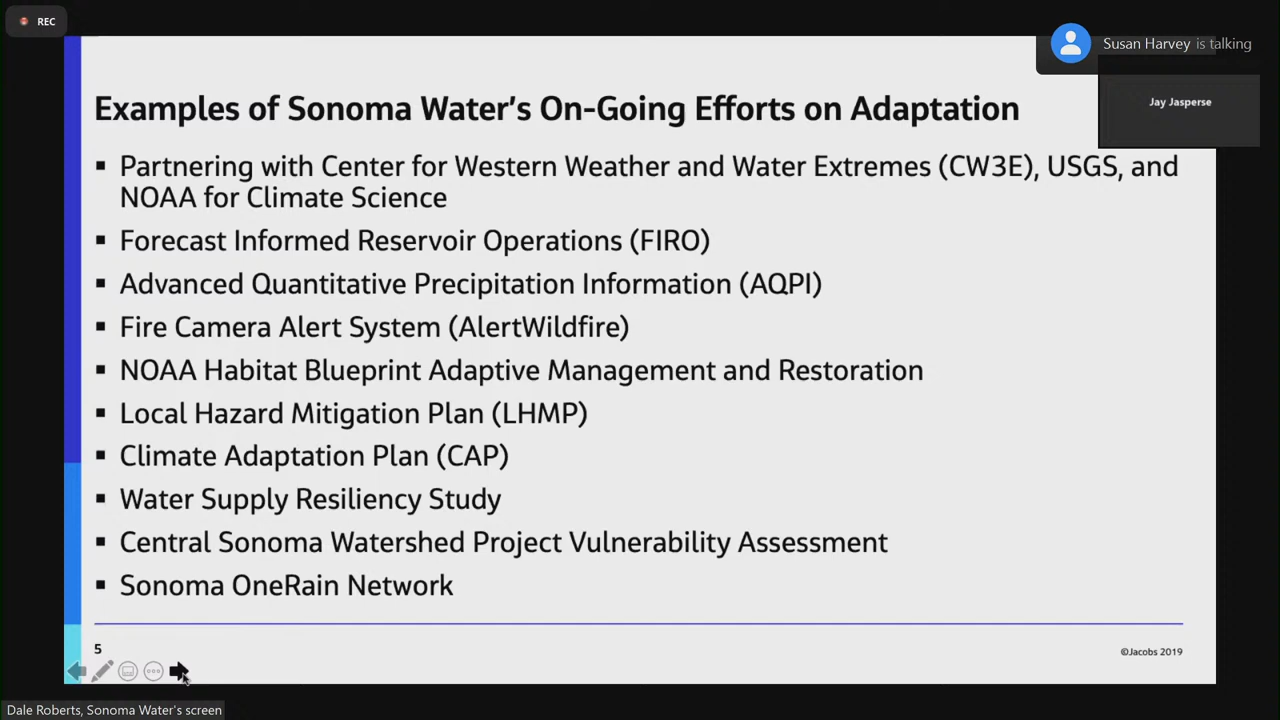 REC
Susan Harvey is talking
Jay Jasperse
Examples of Sonoma Water's On-Going Efforts on Adaptation
▪ Partnering with Center for Western Weather and Water Extremes (CW3E), USGS, and
NOAA for Climate Science
▪ Forecast Informed Reservoir Operations (FIRO)
▪ Advanced Quantitative Precipitation Information (AQPI)
▪ Fire Camera Alert System (AlertWildfire)
▪ NOAA Habitat Blueprint Adaptive Management and Restoration
▪ Local Hazard Mitigation Plan (LHMP)
▪ Climate Adaptation Plan (CAP)
▪ Water Supply Resiliency Study
▪ Central Sonoma Watershed Project Vulnerability Assessment
▪ Sonoma OneRain Network
5
©Jacobs 2019
Dale Roberts, Sonoma Water's screen